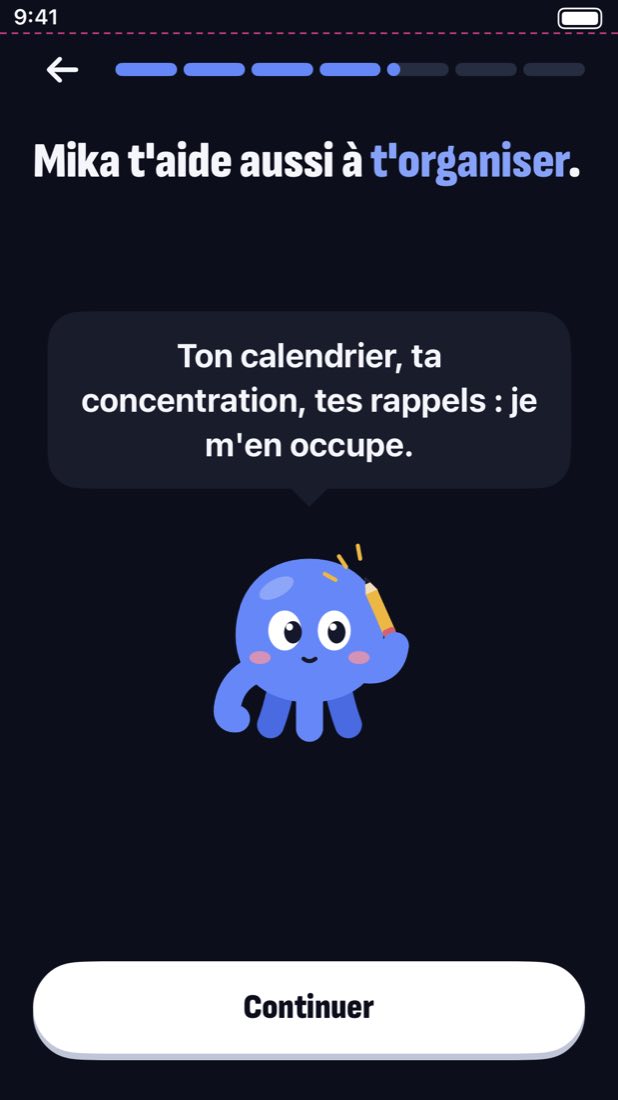 9:41
Mika t'aide aussi à t'organiser.
Ton calendrier, ta
concentration, tes rappels : je
m'en occupe.
Continuer